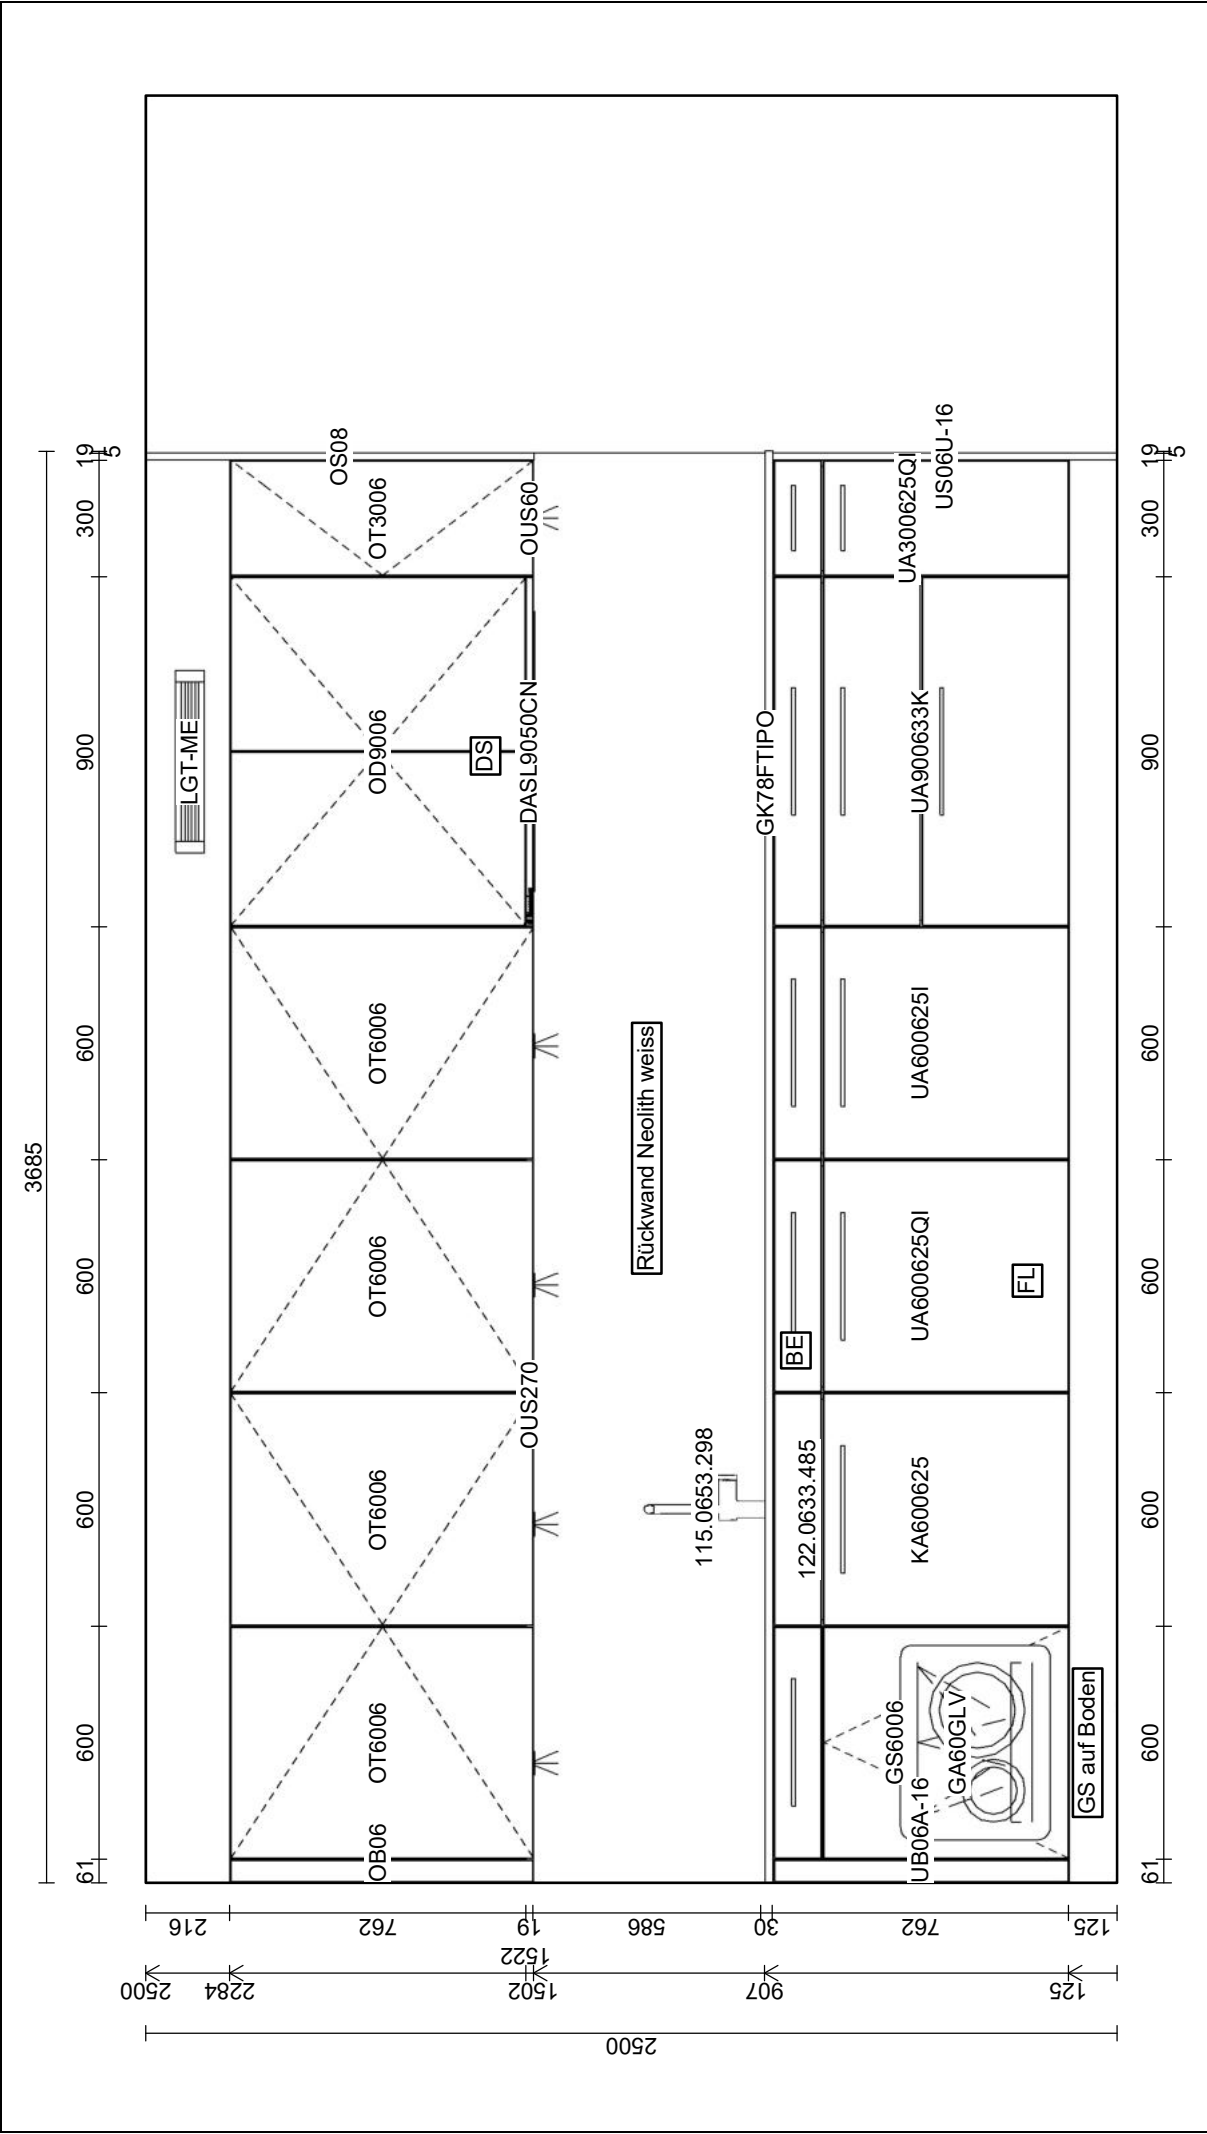 3685
61
600
600
600
600
900
300
19
5
LGT-ME
OB06
OT6006
OT6006
OT6006
OT6006
OD9006
OT3006
OS08
DS
OUS270
DASL9050CN
OUS60
Rückwand Neolith weiss
115.0653.298
GK78FTIPO
122.0633.485
BE
UB06A-16
GS6006
GA60GLV
KA600625
UA600625QI
UA600625I
UA900633K
UA300625QI
US06U-16
FL
GS auf Boden
61
600
600
600
600
900
300
19
5
216
762
19
586
30
762
125
2500
2284
1522
1502
907
125
2500